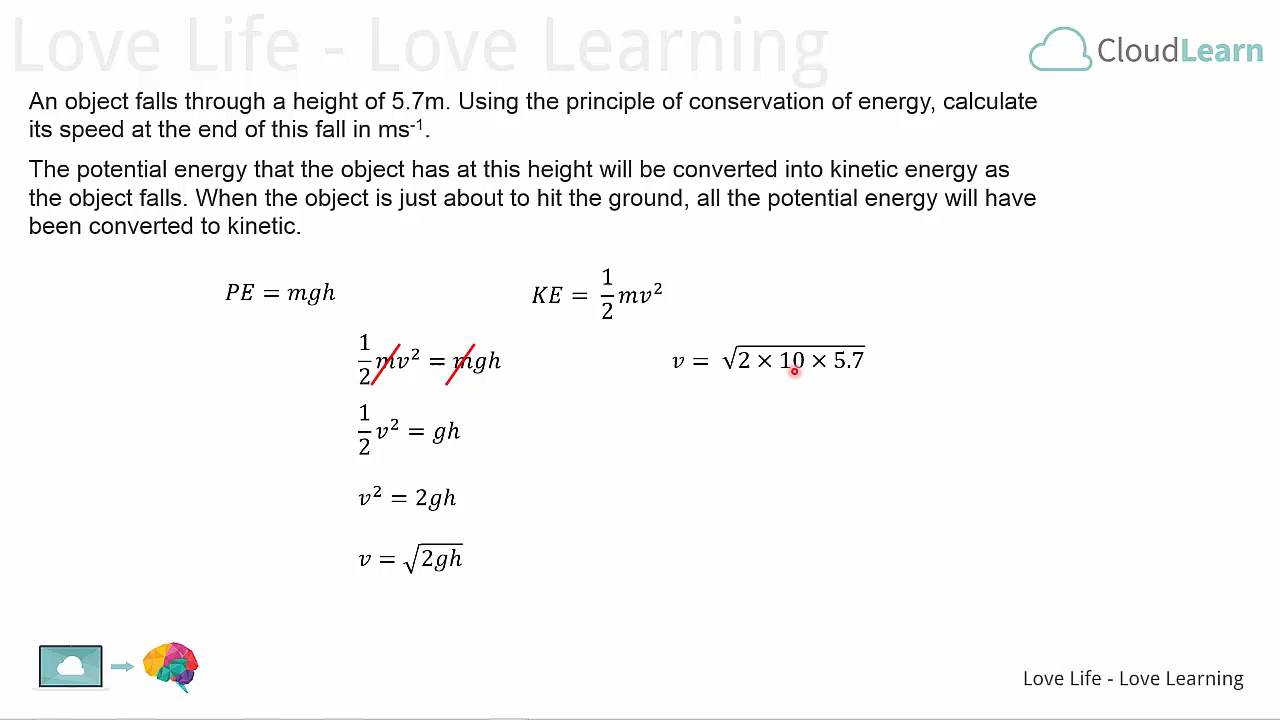 Love Life - Love Learning
CloudLearn
An object falls through a height of 5.7m. Using the principle of conservation of energy, calculate
its speed at the end of this fall in ms⁻¹.
The potential energy that the object has at this height will be converted into kinetic energy as
the object falls. When the object is just about to hit the ground, all the potential energy will have
been converted to kinetic.
PE = mgh
KE = 1/2 mv²
1/2 mv² = mgh
v = √2 × 10 × 5.7
1/2 v² = gh
v² = 2gh
v = √2gh
Love Life - Love Learning